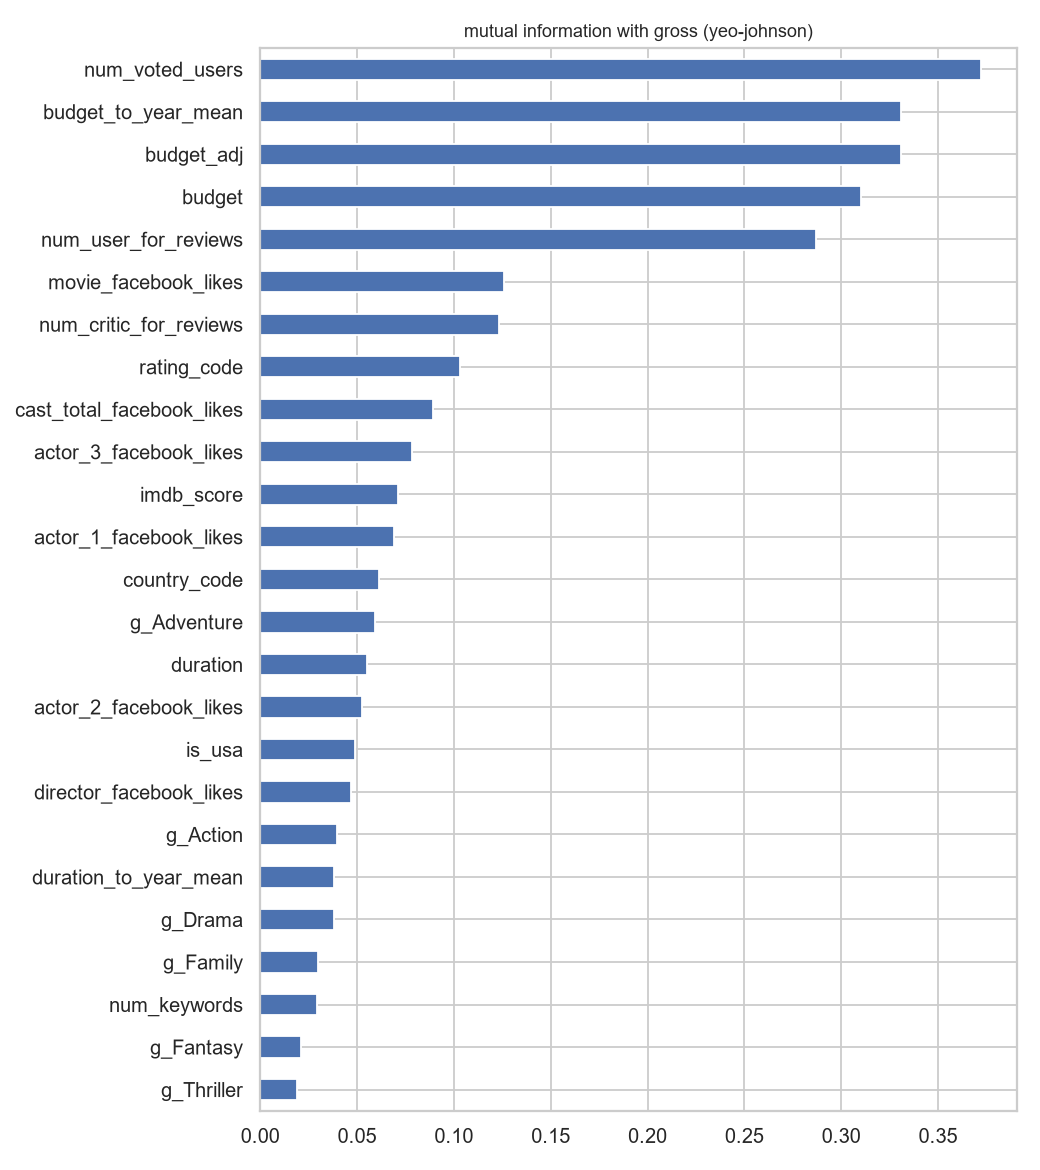 mutual information with gross (yeo-johnson)
num_voted_users
budget_to_year_mean
budget_adj
budget
num_user_for_reviews
movie_facebook_likes
num_critic_for_reviews
rating_code
cast_total_facebook_likes
actor_3_facebook_likes
imdb_score
actor_1_facebook_likes
country_code
g_Adventure
duration
actor_2_facebook_likes
is_usa
director_facebook_likes
g_Action
duration_to_year_mean
g_Drama
g_Family
num_keywords
g_Fantasy
g_Thriller
0.00 0.05 0.10 0.15 0.20 0.25 0.30 0.35